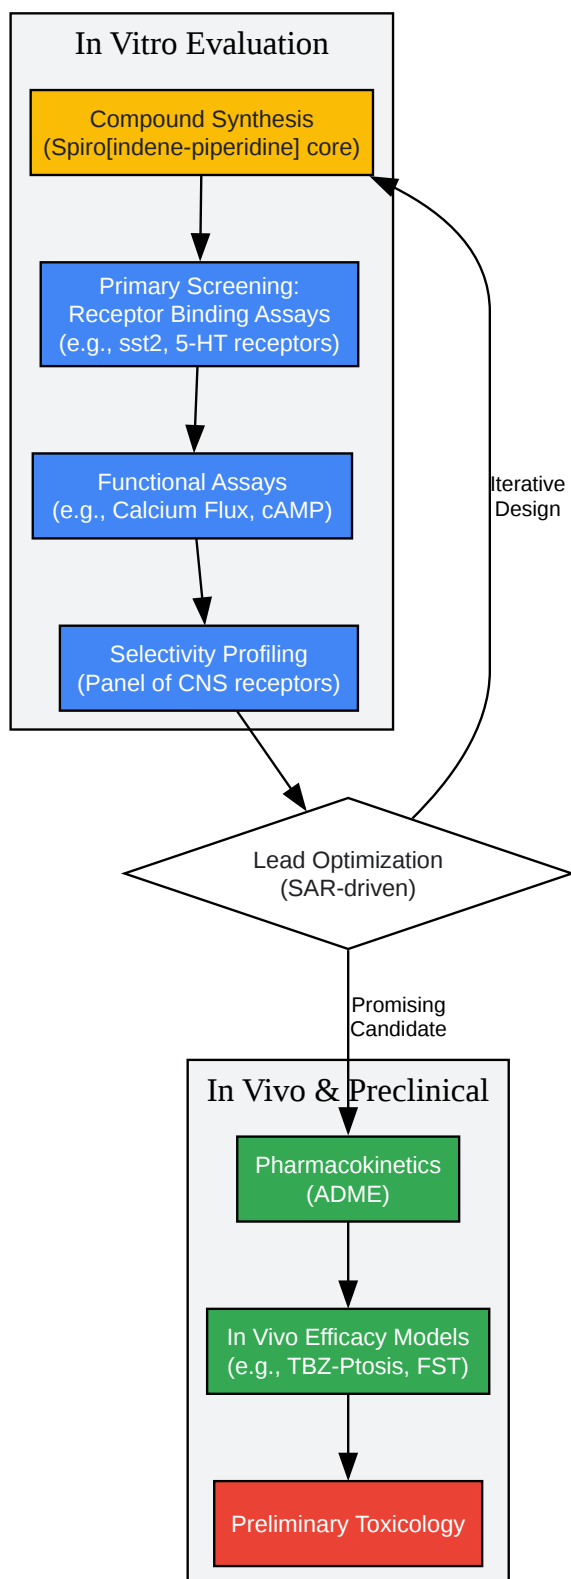 In Vitro Evaluation
Compound Synthesis
(Spiro[indene-piperidine] core)
Primary Screening:
Receptor Binding Assays
(e.g., sst2, 5-HT receptors)
Functional Assays
(e.g., Calcium Flux, cAMP)
Iterative
Design
Selectivity Profiling
(Panel of CNS receptors)
Lead Optimization
(SAR-driven)
Promising
Candidate
In Vivo & Preclinical
Pharmacokinetics
(ADME)
In Vivo Efficacy Models
(e.g., TBZ-Ptosis, FST)
Preliminary Toxicology